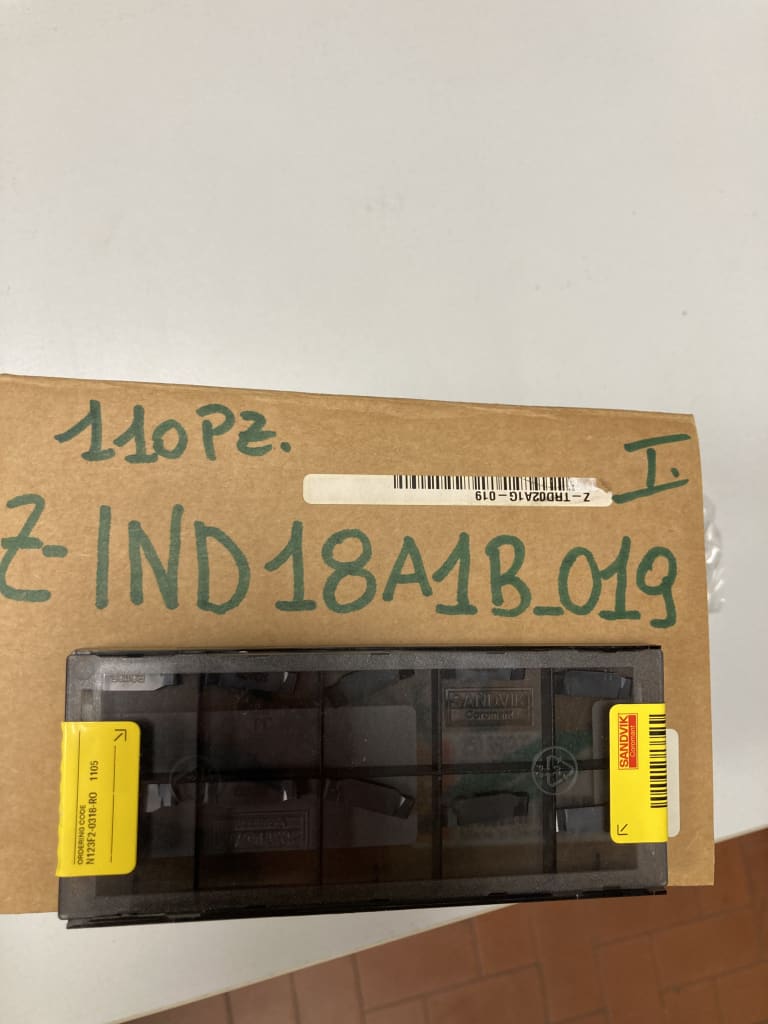 110 PZ.
I.
Z-TRD02A1G-019
Z-IND18A1B_019
SANDVIK
Coromant
ORDERING CODE
N123F2-0318-RO 1105
SANDVIK
Coromant